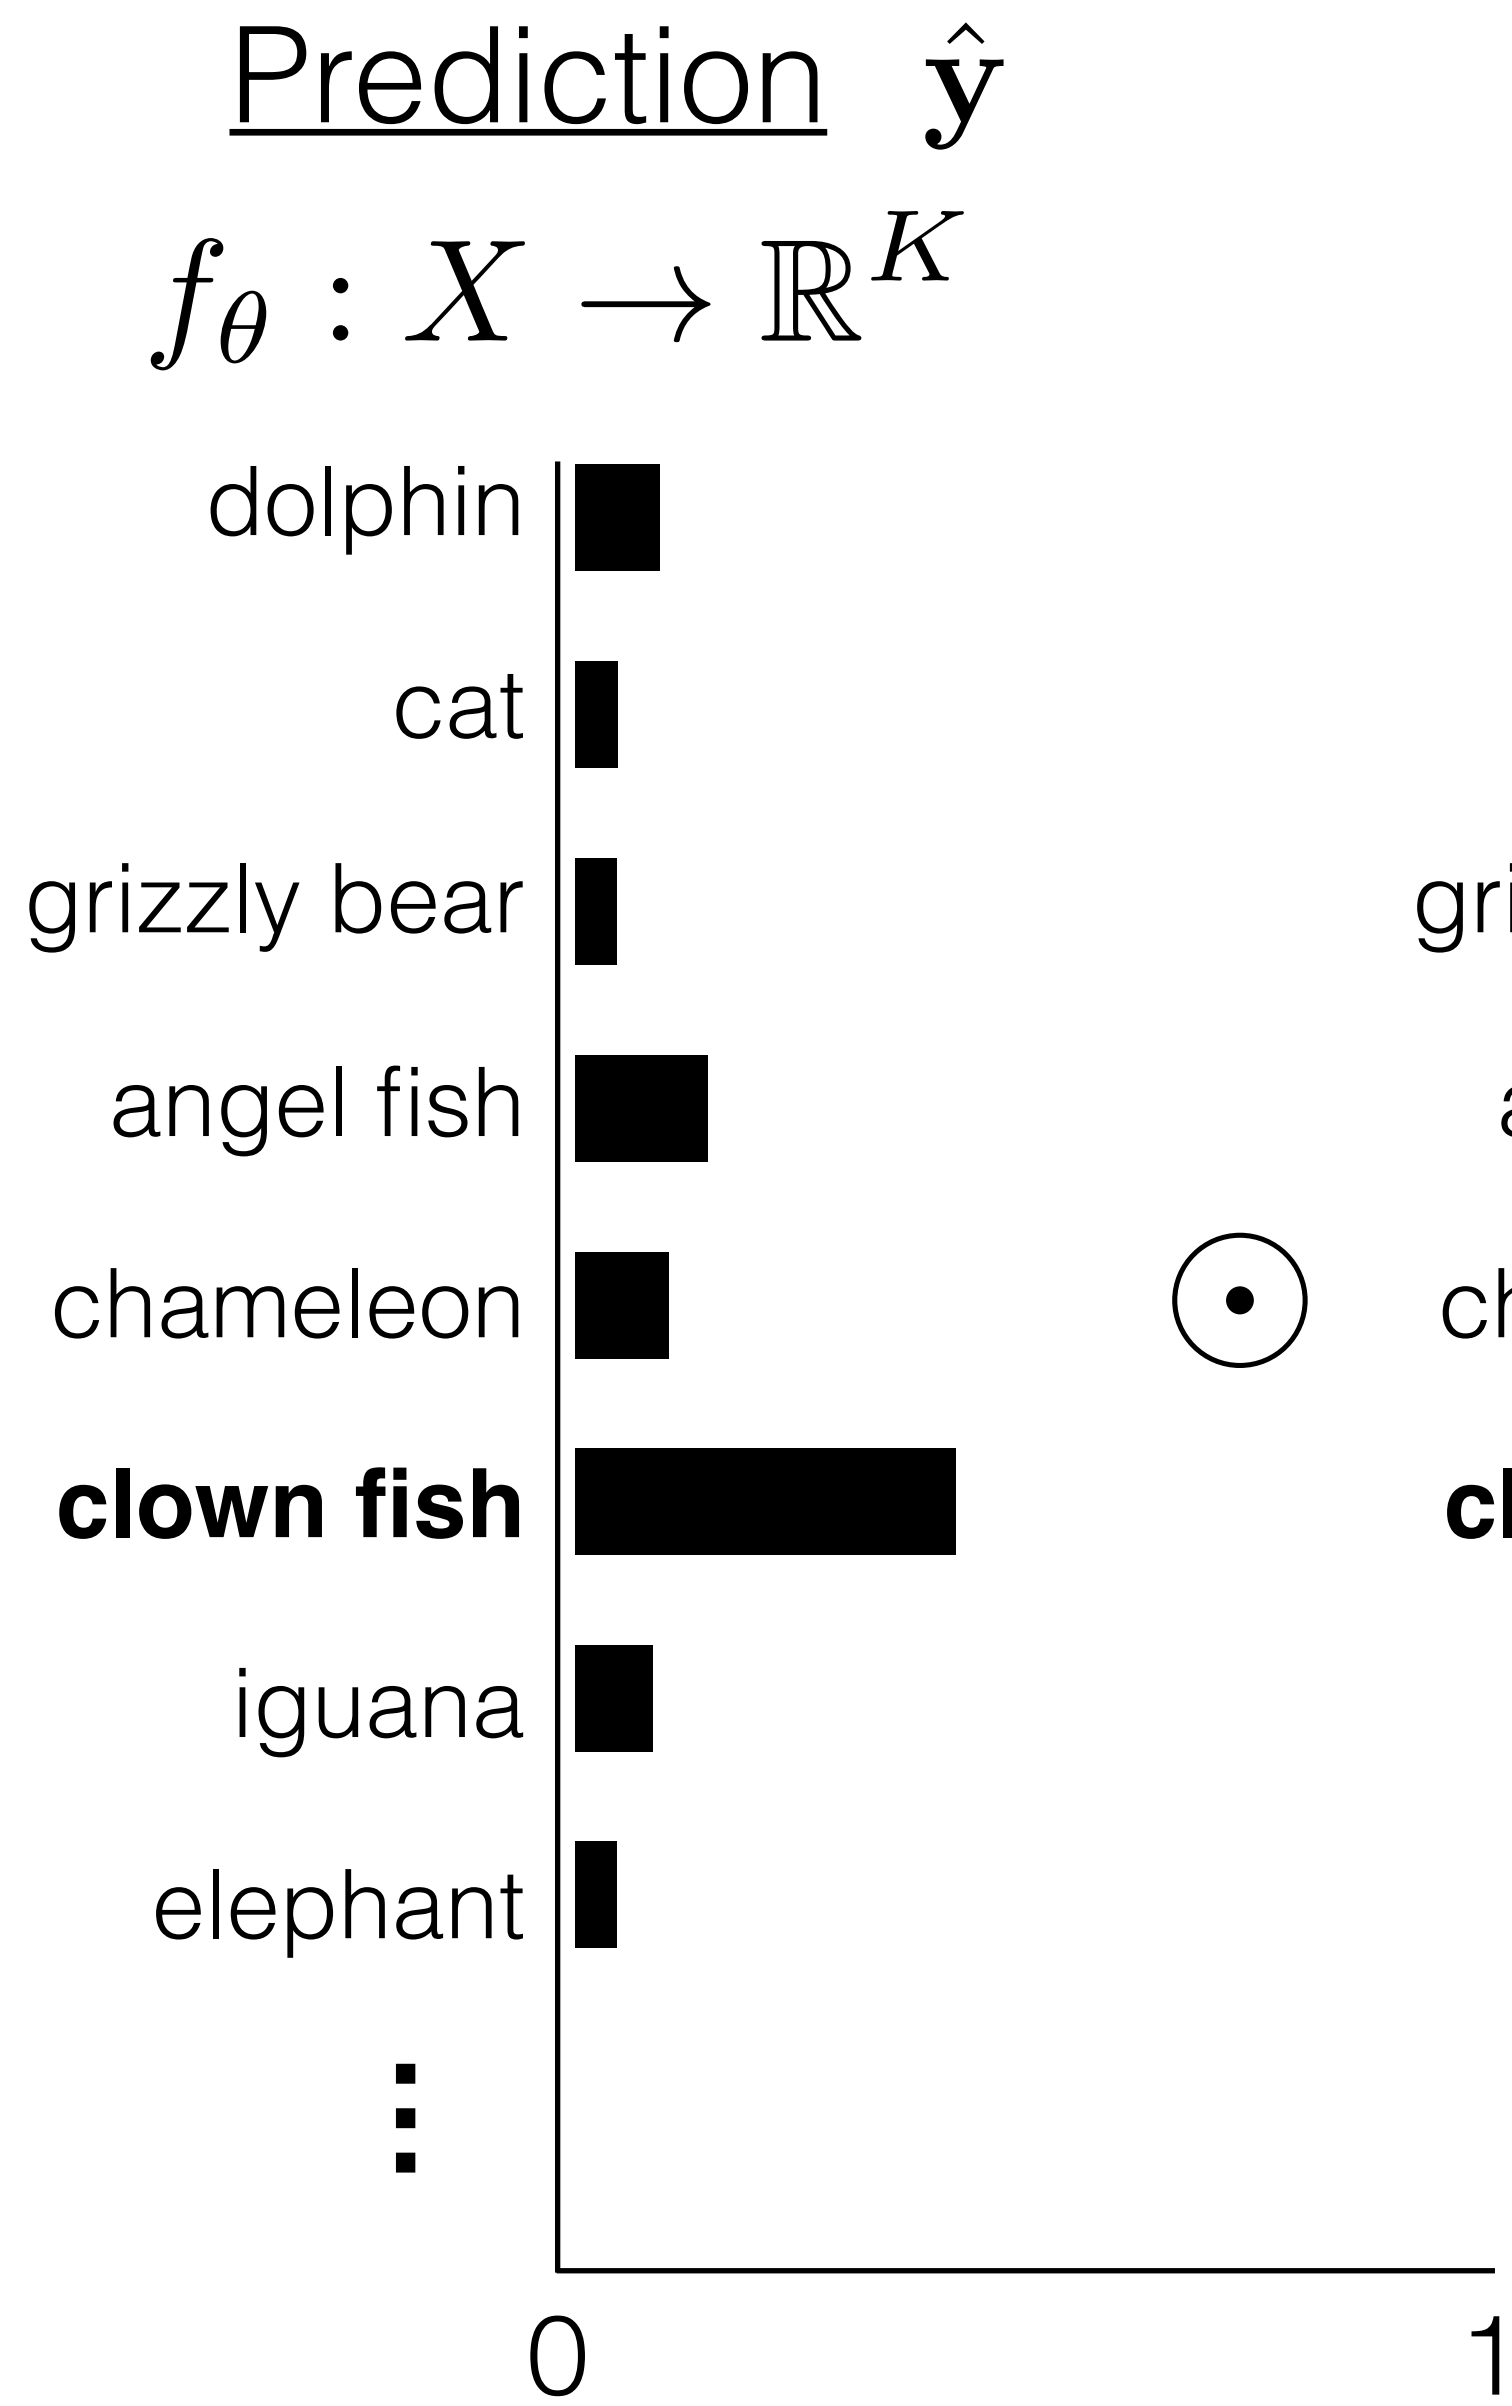 Prediction ŷ
f_θ : X → ℝ^K
dolphin
cat
grizzly bear
angel fish
chameleon
⊙
clown fish
iguana
elephant
⋮
0 1